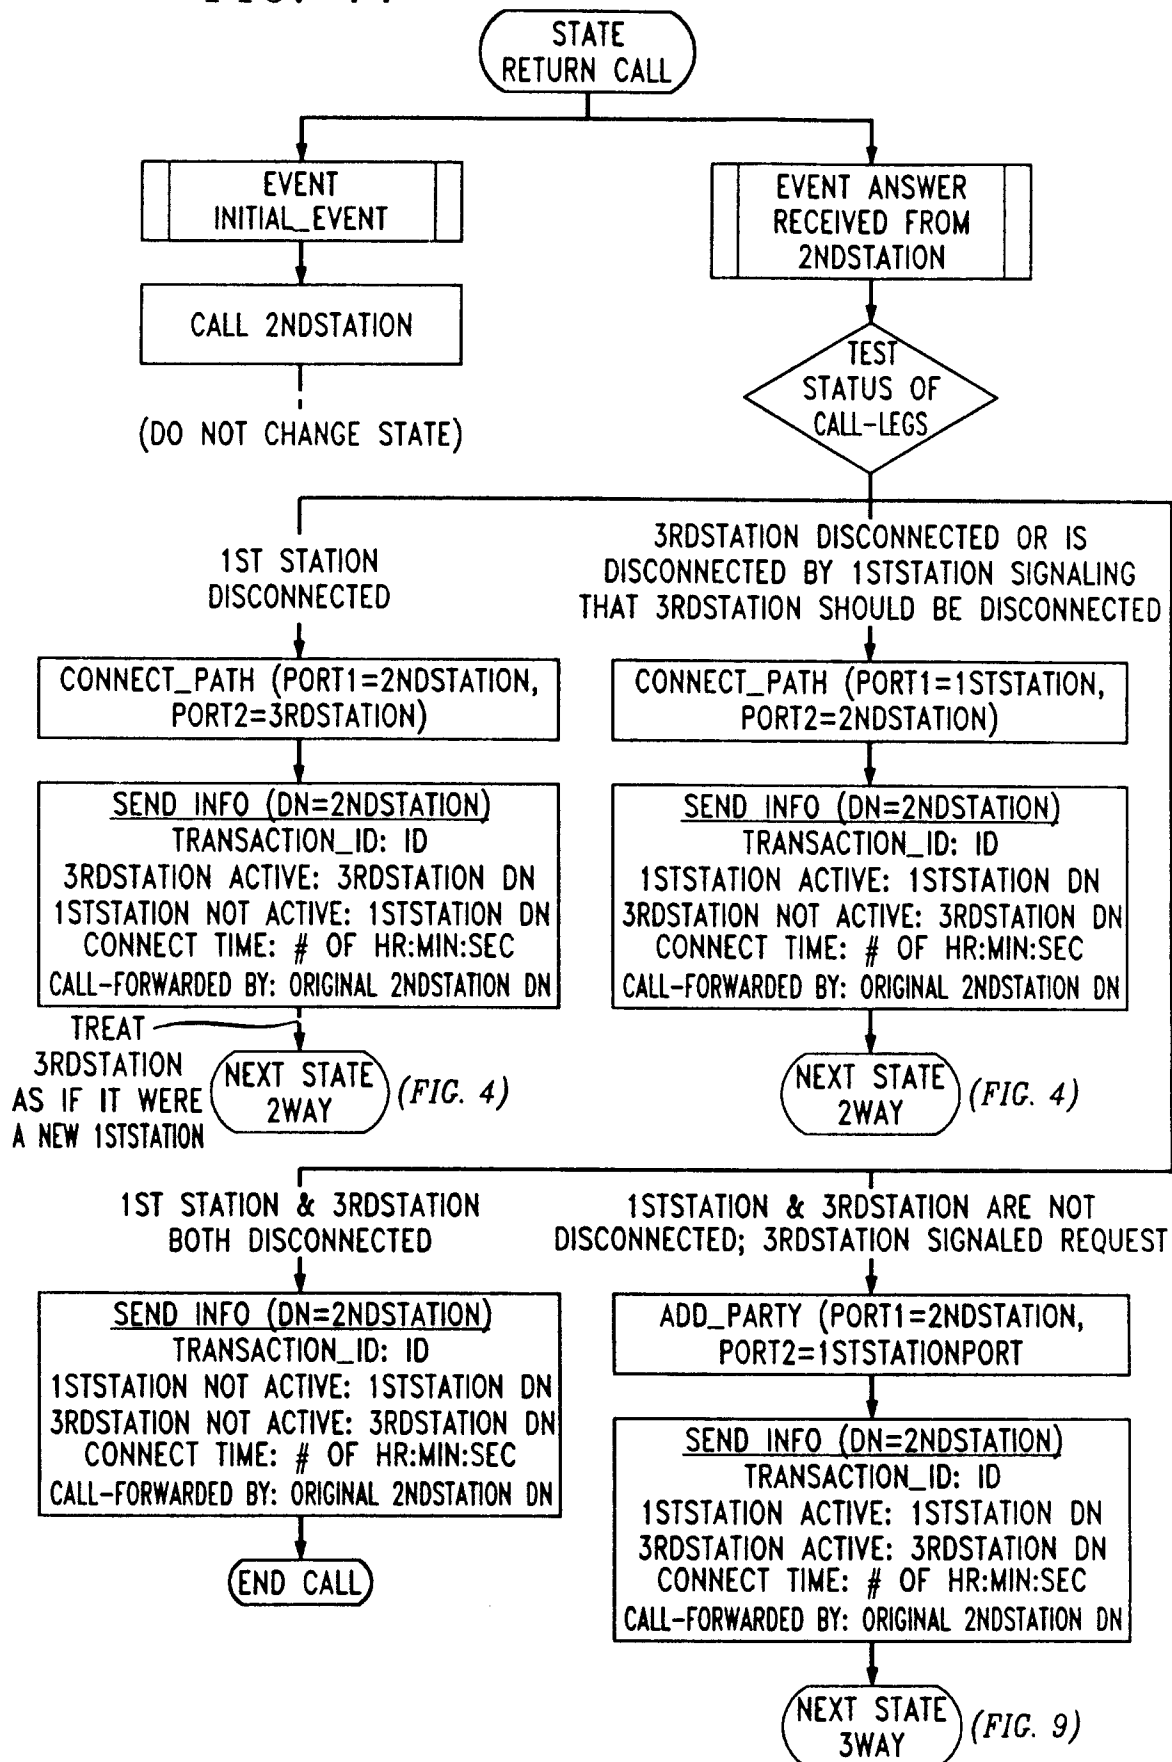 STATE
RETURN CALL
EVENT
INITIAL_EVENT
EVENT ANSWER
RECEIVED FROM
2NDSTATION
CALL 2NDSTATION
TEST
STATUS OF
CALL-LEGS
(DO NOT CHANGE STATE)
1ST STATION
DISCONNECTED
3RDSTATION DISCONNECTED OR IS
DISCONNECTED BY 1STSTATION SIGNALING
THAT 3RDSTATION SHOULD BE DISCONNECTED
CONNECT_PATH (PORT1=2NDSTATION,
PORT2=3RDSTATION)
CONNECT_PATH (PORT1=1STSTATION,
PORT2=2NDSTATION)
SEND INFO (DN=2NDSTATION)
TRANSACTION_ID: ID
3RDSTATION ACTIVE: 3RDSTATION DN
1STSTATION NOT ACTIVE: 1STSTATION DN
CONNECT TIME: # OF HR:MIN:SEC
CALL-FORWARDED BY: ORIGINAL 2NDSTATION DN
SEND INFO (DN=2NDSTATION)
TRANSACTION_ID: ID
1STSTATION ACTIVE: 1STSTATION DN
3RDSTATION NOT ACTIVE: 3RDSTATION DN
CONNECT TIME: # OF HR:MIN:SEC
CALL-FORWARDED BY: ORIGINAL 2NDSTATION DN
TREAT
3RDSTATION
AS IF IT WERE
A NEW 1STSTATION
NEXT STATE
2WAY
(FIG. 4)
NEXT STATE
2WAY
(FIG. 4)
1ST STATION & 3RDSTATION
BOTH DISCONNECTED
1STSTATION & 3RDSTATION ARE NOT
DISCONNECTED; 3RDSTATION SIGNALED REQUEST
SEND INFO (DN=2NDSTATION)
TRANSACTION_ID: ID
1STSTATION NOT ACTIVE: 1STSTATION DN
3RDSTATION NOT ACTIVE: 3RDSTATION DN
CONNECT TIME: # OF HR:MIN:SEC
CALL-FORWARDED BY: ORIGINAL 2NDSTATION DN
END CALL
ADD_PARTY (PORT1=2NDSTATION,
PORT2=1STSTATIONPORT
SEND INFO (DN=2NDSTATION)
TRANSACTION_ID: ID
1STSTATION ACTIVE: 1STSTATION DN
3RDSTATION ACTIVE: 3RDSTATION DN
CONNECT TIME: # OF HR:MIN:SEC
CALL-FORWARDED BY: ORIGINAL 2NDSTATION DN
NEXT STATE
3WAY
(FIG. 9)